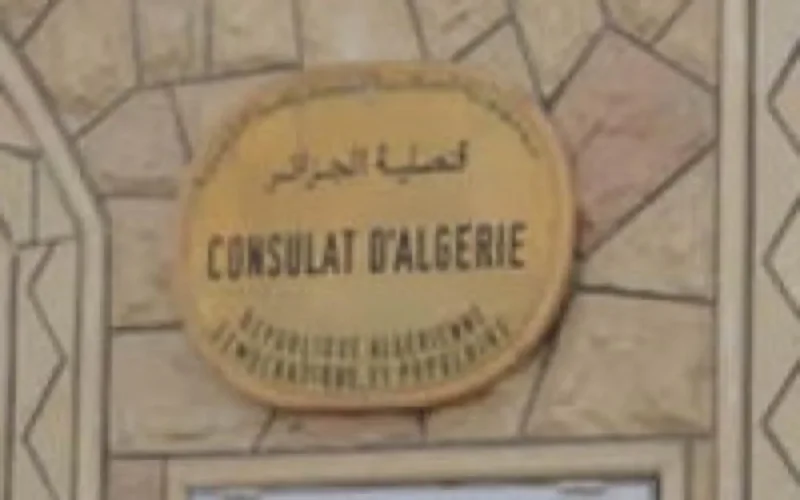 قنصلية الجزائر
CONSULAT D'ALGERIE
REPUBLIQUE ALGERIENNE
DEMOCRATIQUE ET POPULAIRE